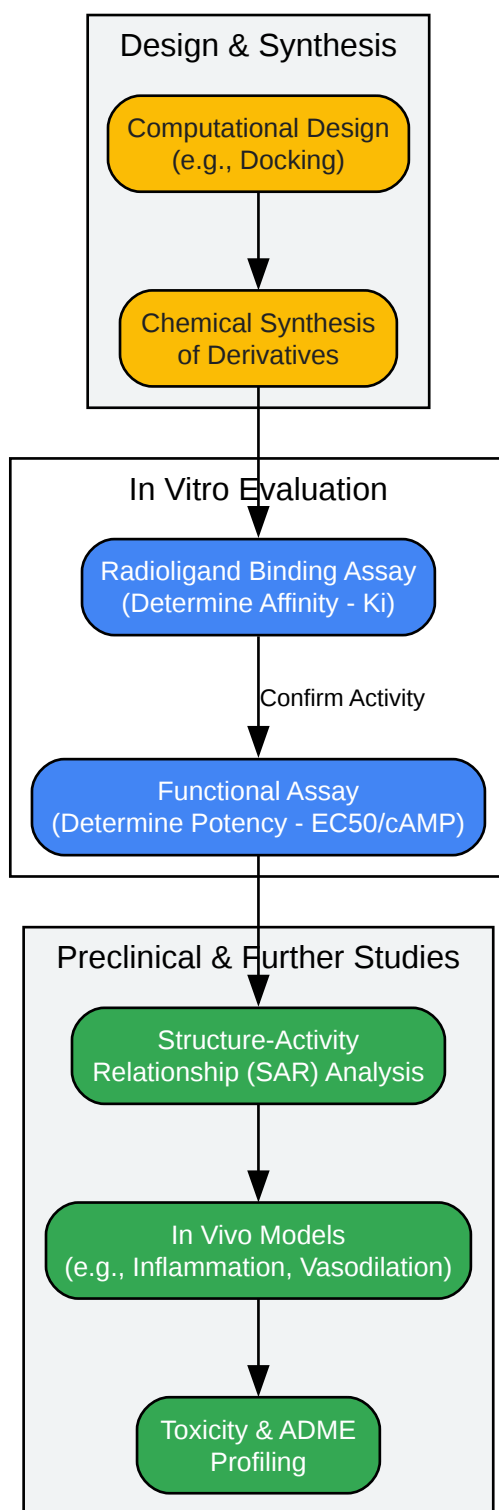 Design & Synthesis
Computational Design
(e.g., Docking)
Chemical Synthesis
of Derivatives
In Vitro Evaluation
Radioligand Binding Assay
(Determine Affinity - Ki)
Confirm Activity
Functional Assay
(Determine Potency - EC50/cAMP)
Preclinical & Further Studies
Structure-Activity
Relationship (SAR) Analysis
In Vivo Models
(e.g., Inflammation, Vasodilation)
Toxicity & ADME
Profiling